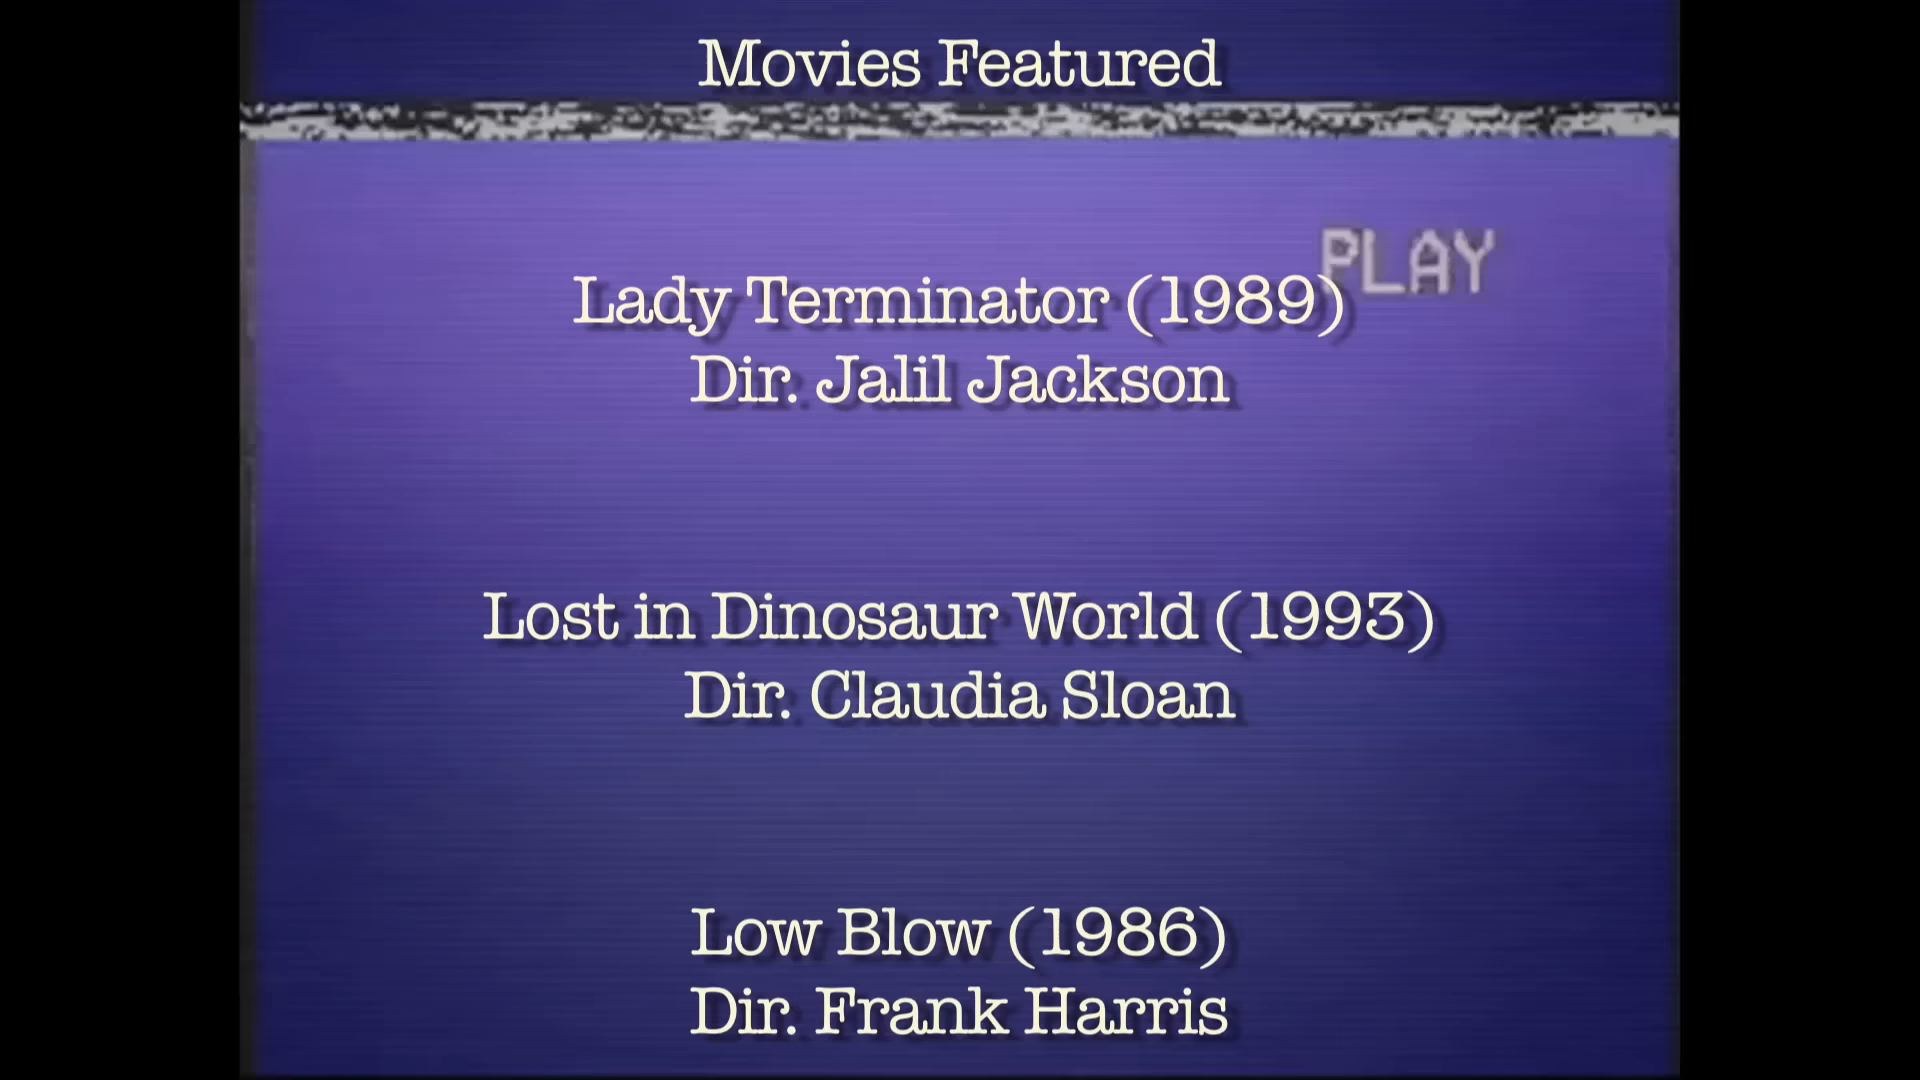 Movies Featured
PLAY
Lady Terminator (1989)
Dir. Jalil Jackson
Lost in Dinosaur World (1993)
Dir. Claudia Sloan
Low Blow (1986)
Dir. Frank Harris